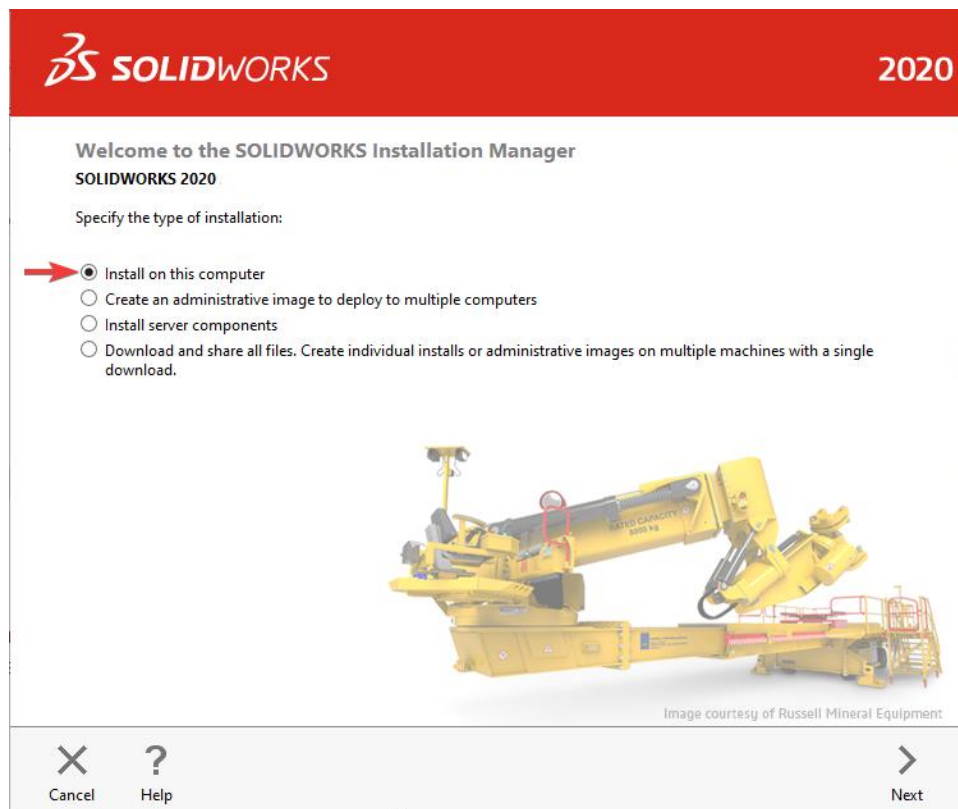 SOLIDWORKS
2020
Welcome to the SOLIDWORKS Installation Manager
SOLIDWORKS 2020
Specify the type of installation:
Install on this computer
Create an administrative image to deploy to multiple computers
Install server components
Download and share all files. Create individual installs or administrative images on multiple machines with a single
download.
RATED CAPACITY
Image courtesy of Russell Mineral Equipment
Cancel
Help
Next